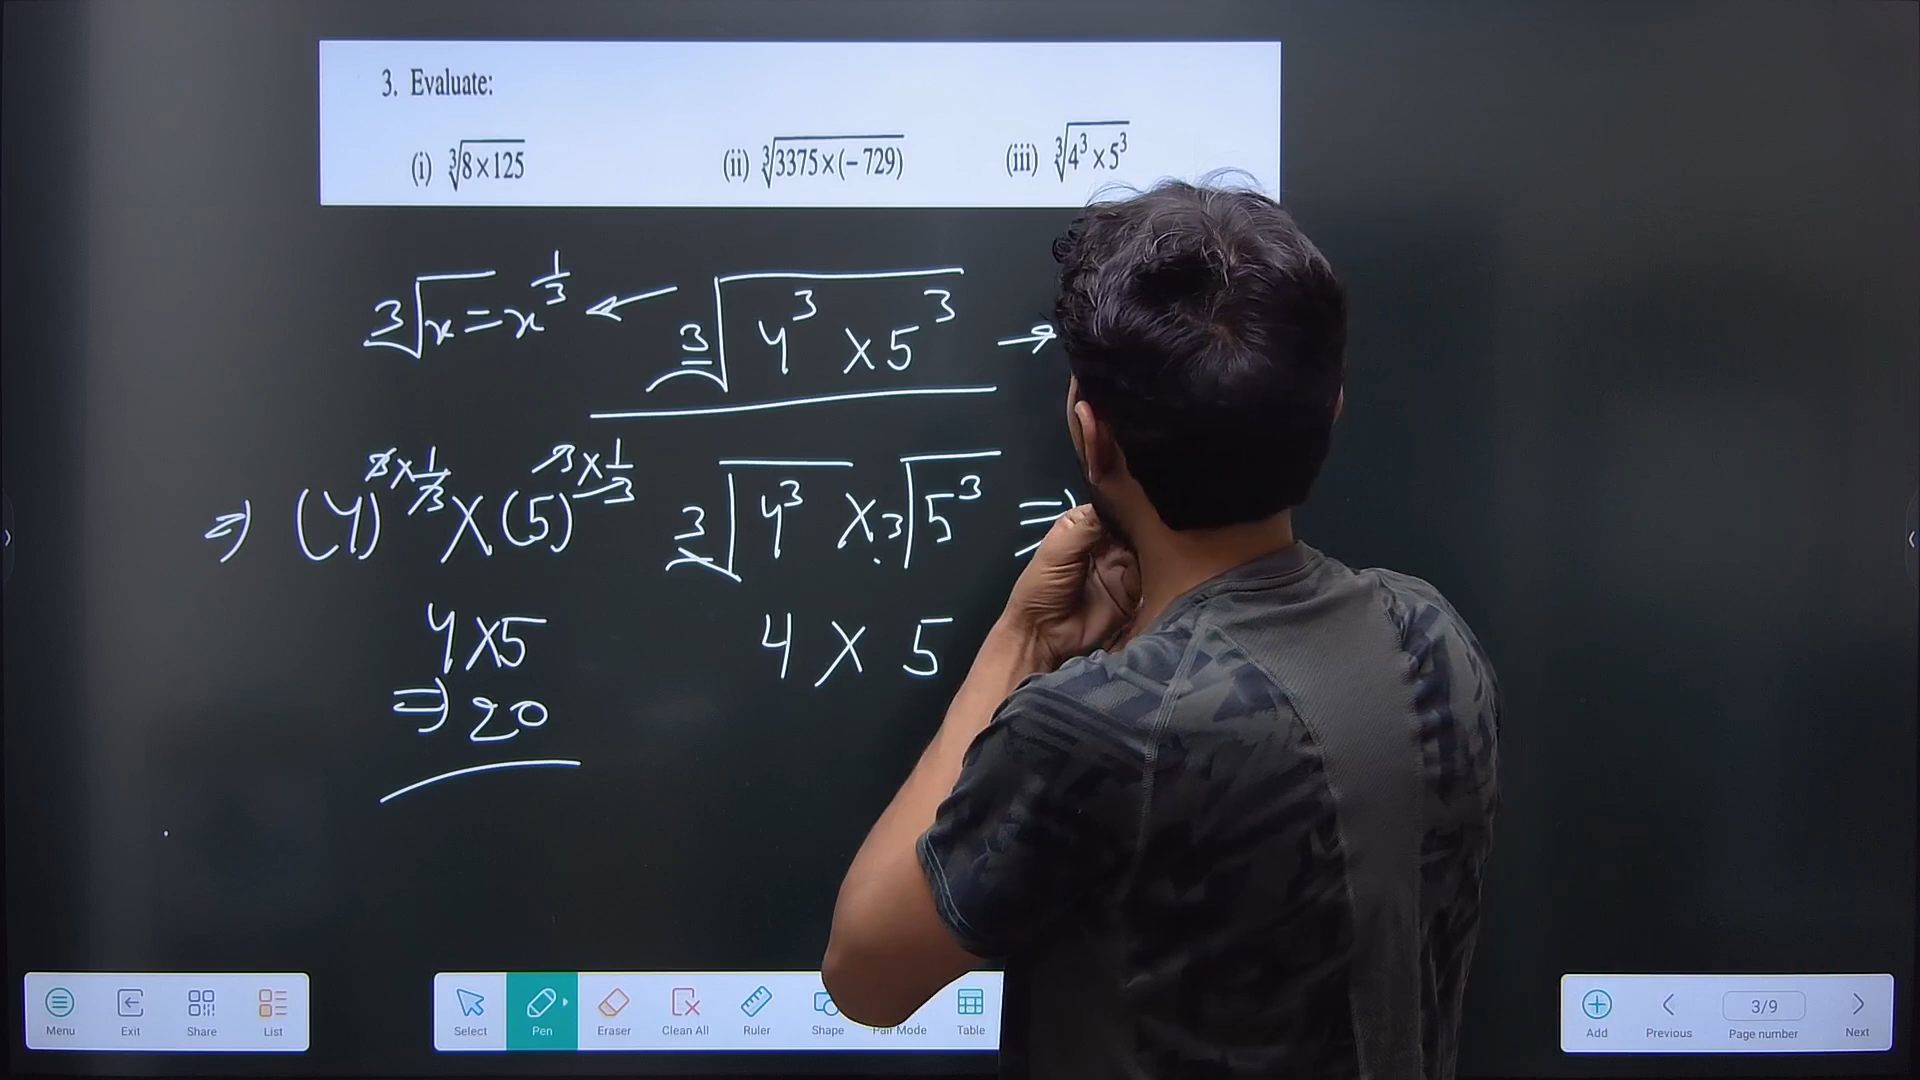 3. Evaluate:
(i) ∛(8×125) (ii) ∛(3375×(−729)) (iii) ∛(4³×5³)
∛x = x^(1/3) ← ∛(4³ × 5³) →
⇒ (4)^(3×1/3) × (5)^(3×1/3) ∛(4³) × ∛(5³) ⇒
4×5 4 × 5
⇒ 20
Menu Exit Share List Select Pen Eraser Clean All Ruler Shape Pair Mode Table Add Previous 3/9 Page number Next